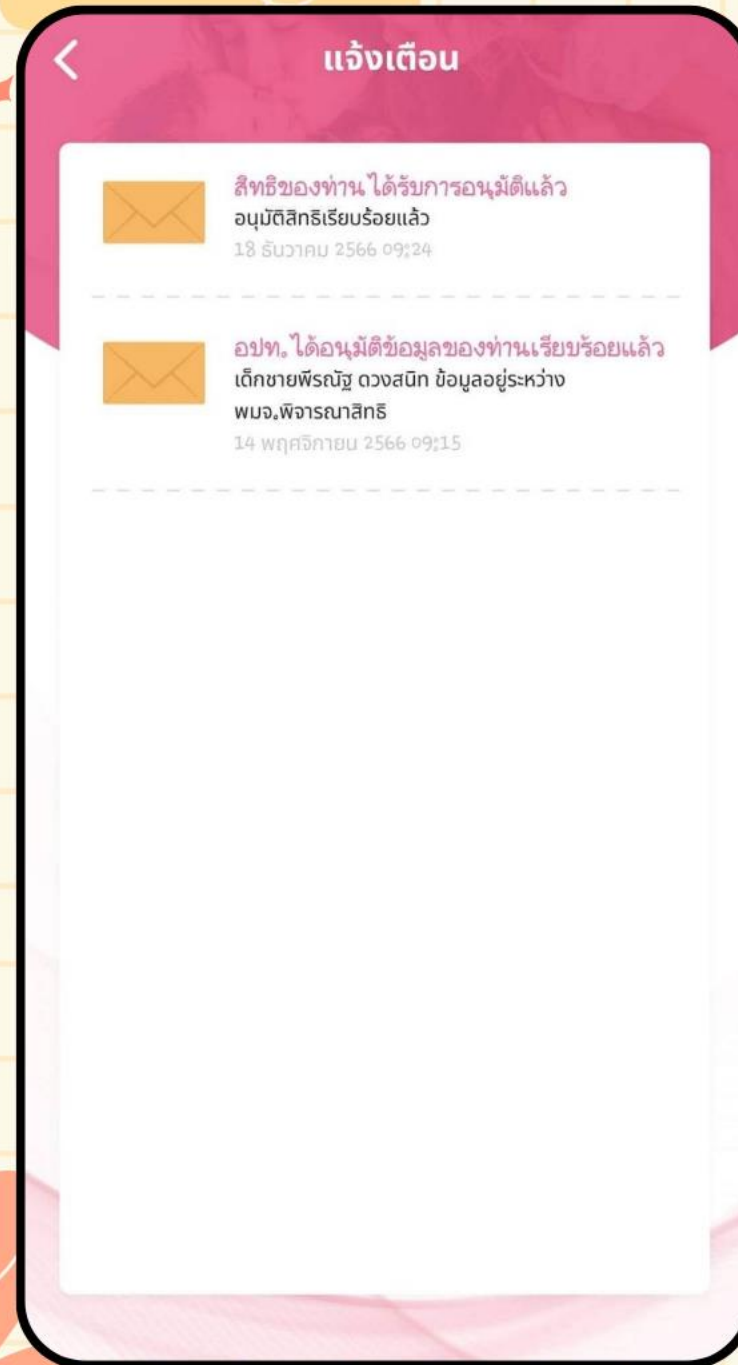 แจ้งเตือน
สิทธิของท่าน ได้รับการอนุมัติแล้ว
อนุมัติสิทธิเรียบร้อยแล้ว
18 ธันวาคม 2566 09:24
อปท. ได้อนุมัติข้อมูลของท่านเรียบร้อยแล้ว
เด็กชายพีรณัฐ ดวงสนิท ข้อมูลอยู่ระหว่าง
พมจ.พิจารณาสิทธิ
14 พฤศจิกายน 2566 09:15